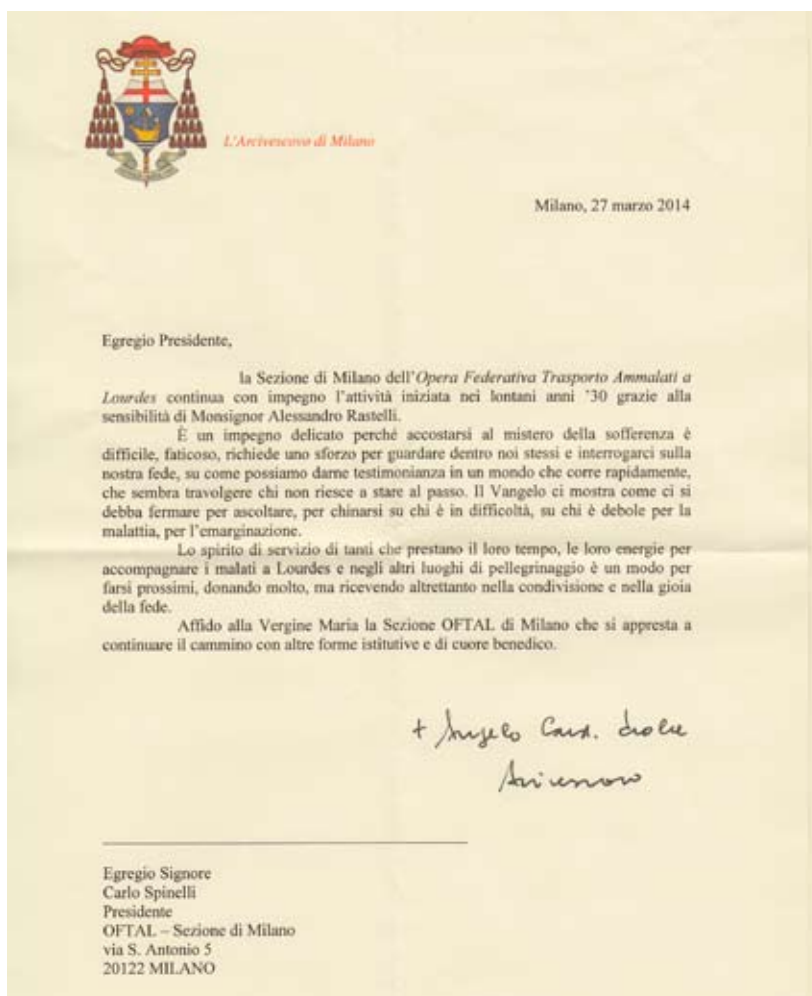 L'Arcivescovo di Milano
Milano, 27 marzo 2014
Egregio Presidente,
la Sezione di Milano dell'Opera Federativa Trasporto Ammalati a
Lourdes continua con impegno l'attività iniziata nei lontani anni '30 grazie alla
sensibilità di Monsignor Alessandro Rastelli.
È un impegno delicato perché accostarsi al mistero della sofferenza è
difficile, faticoso, richiede uno sforzo per guardare dentro noi stessi e interrogarci sulla
nostra fede, su come possiamo darne testimonianza in un mondo che corre rapidamente,
che sembra travolgere chi non riesce a stare al passo. Il Vangelo ci mostra come ci si
debba fermare per ascoltare, per chinarsi su chi è in difficoltà, su chi è debole per la
malattia, per l'emarginazione.
Lo spirito di servizio di tanti che prestano il loro tempo, le loro energie per
accompagnare i malati a Lourdes e negli altri luoghi di pellegrinaggio è un modo per
farsi prossimi, donando molto, ma ricevendo altrettanto nella condivisione e nella gioia
della fede.
Affido alla Vergine Maria la Sezione OFTAL di Milano che si appresta a
continuare il cammino con altre forme istitutive e di cuore benedico.
+ Angelo Card. Scola
Arcivescovo
Egregio Signore
Carlo Spinelli
Presidente
OFTAL – Sezione di Milano
via S. Antonio 5
20122 MILANO